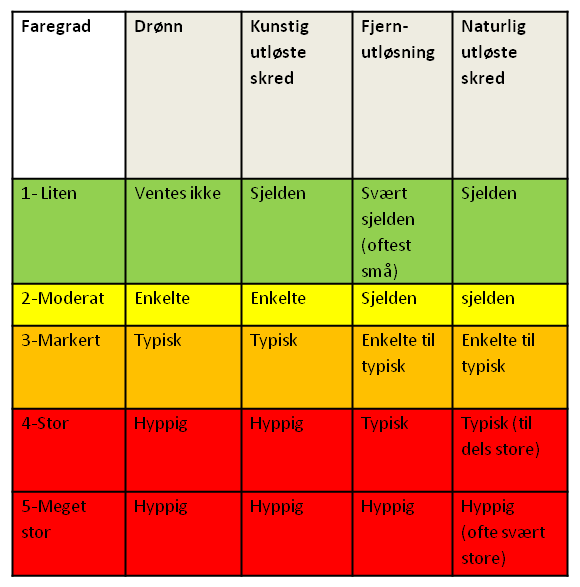 Faregrad
Drønn
Kunstig
utløste
skred
Fjern-
utløsning
Naturlig
utløste
skred
1- Liten
Ventes ikke
Sjelden
Svært
sjelden
(oftest
små)
Sjelden
2-Moderat
Enkelte
Enkelte
Sjelden
sjelden
3-Markert
Typisk
Typisk
Enkelte til
typisk
Enkelte til
typisk
4-Stor
Hyppig
Hyppig
Typisk
Typisk (til
dels store)
5-Meget
stor
Hyppig
Hyppig
Hyppig
Hyppig
(ofte svært
store)